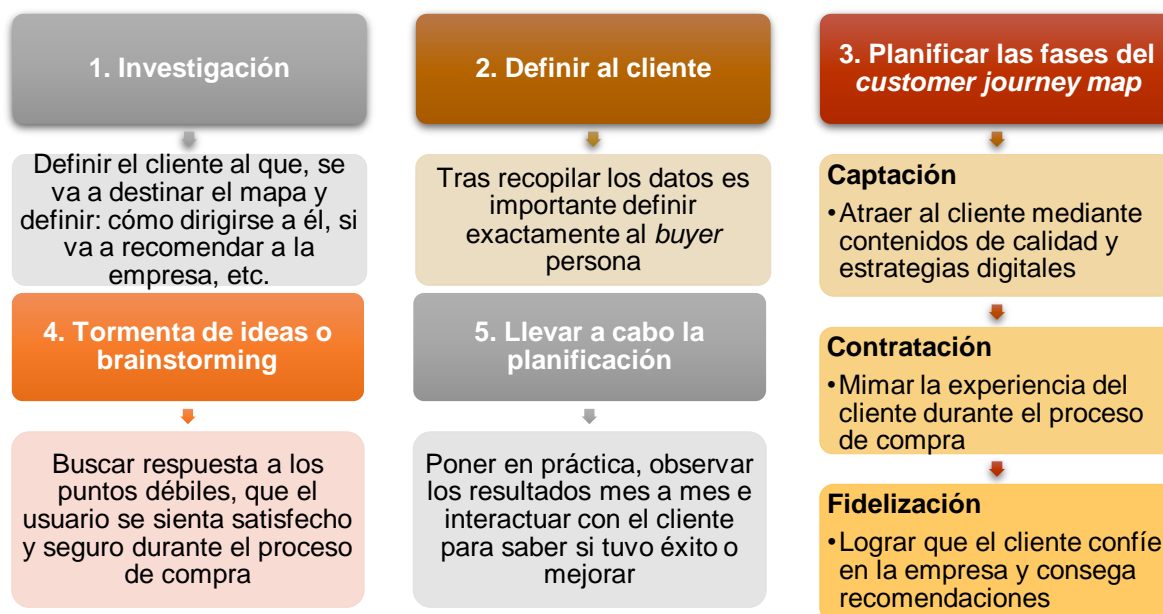 1. Investigación
Definir el cliente al que, se
va a destinar el mapa y
definir: cómo dirigirse a él, si
va a recomendar a la
empresa, etc.
2. Definir al cliente
Tras recopilar los datos es
importante definir
exactamente al buyer
persona
3. Planificar las fases del
customer journey map
Captación
•Atraer al cliente mediante
contenidos de calidad y
estrategias digitales
Contratación
•Mimar la experiencia del
cliente durante el proceso
de compra
Fidelización
•Lograr que el cliente confíe
en la empresa y consega
recomendaciones
4. Tormenta de ideas o
brainstorming
Buscar respuesta a los
puntos débiles, que el
usuario se sienta satisfecho
y seguro durante el proceso
de compra
5. Llevar a cabo la
planificación
Poner en práctica, observar
los resultados mes a mes e
interactuar con el cliente
para saber si tuvo éxito o
mejorar